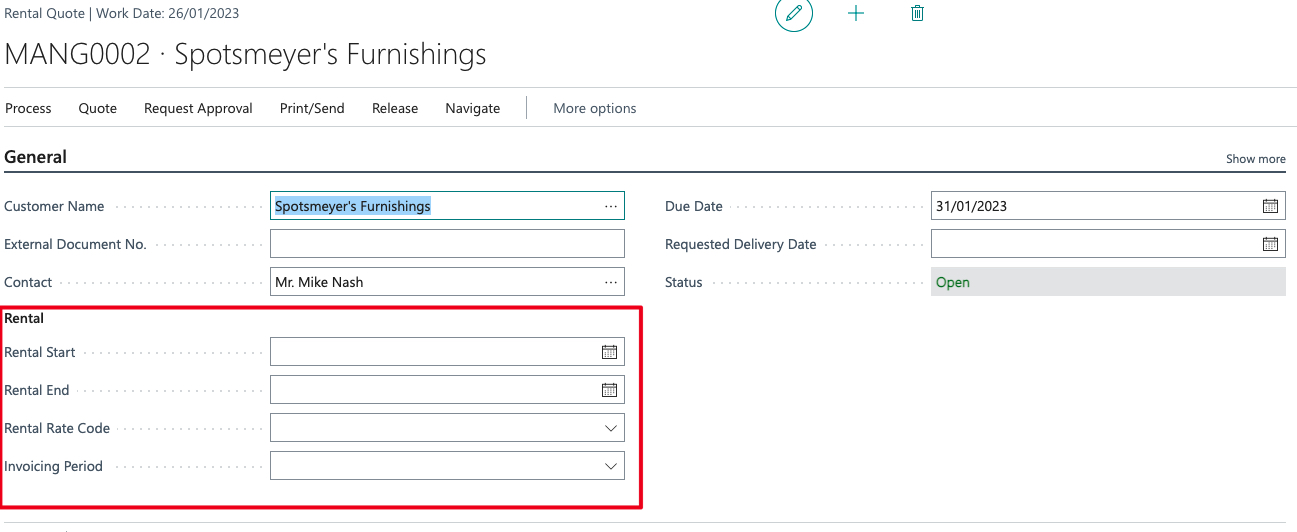 Rental Quote | Work Date: 26/01/2023
MANG0002 · Spotsmeyer's Furnishings
Process Quote Request Approval Print/Send Release Navigate More options
General Show more
Customer Name Spotsmeyer's Furnishings Due Date 31/01/2023
External Document No. Requested Delivery Date
Contact Mr. Mike Nash Status Open
Rental
Rental Start
Rental End
Rental Rate Code
Invoicing Period